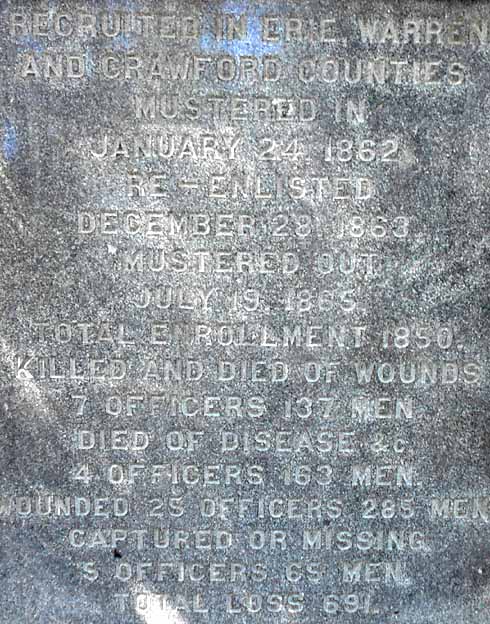 RECRUITED IN ERIE, WARREN
AND CRAWFORD COUNTIES
MUSTERED IN
JANUARY 24 1862
RE-ENLISTED
DECEMBER 28, 1863
MUSTERED OUT
JULY 19, 1865.
TOTAL ENROLLMENT 1850.
KILLED AND DIED OF WOUNDS
7 OFFICERS 137 MEN
DIED OF DISEASE &C
4 OFFICERS 163 MEN.
WOUNDED 25 OFFICERS, 285 MEN
CAPTURED OR MISSING
5 OFFICERS 65 MEN
TOTAL LOSS 691.